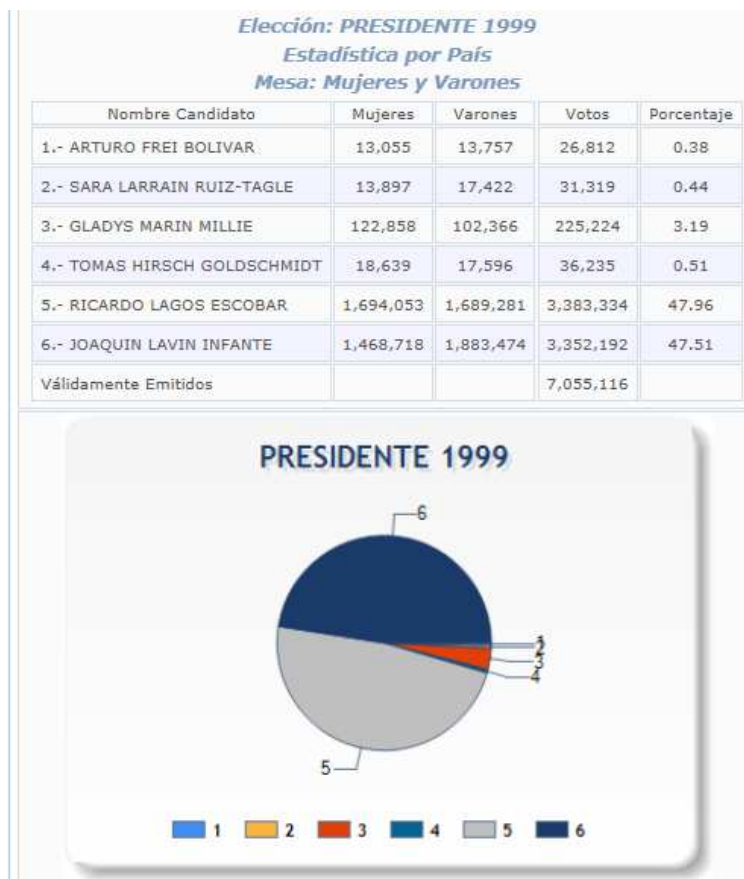 Elección: PRESIDENTE 1999
Estadística por País
Mesa: Mujeres y Varones
Nombre Candidato Mujeres Varones Votos Porcentaje
1.- ARTURO FREI BOLIVAR 13,055 13,757 26,812 0.38
2.- SARA LARRAIN RUIZ-TAGLE 13,897 17,422 31,319 0.44
3.- GLADYS MARIN MILLIE 122,858 102,366 225,224 3.19
4.- TOMAS HIRSCH GOLDSCHMIDT 18,639 17,596 36,235 0.51
5.- RICARDO LAGOS ESCOBAR 1,694,053 1,689,281 3,383,334 47.96
6.- JOAQUIN LAVIN INFANTE 1,468,718 1,883,474 3,352,192 47.51
Válidamente Emitidos 7,055,116
PRESIDENTE 1999
6
1
2
3
4
5
1 2 3 4 5 6